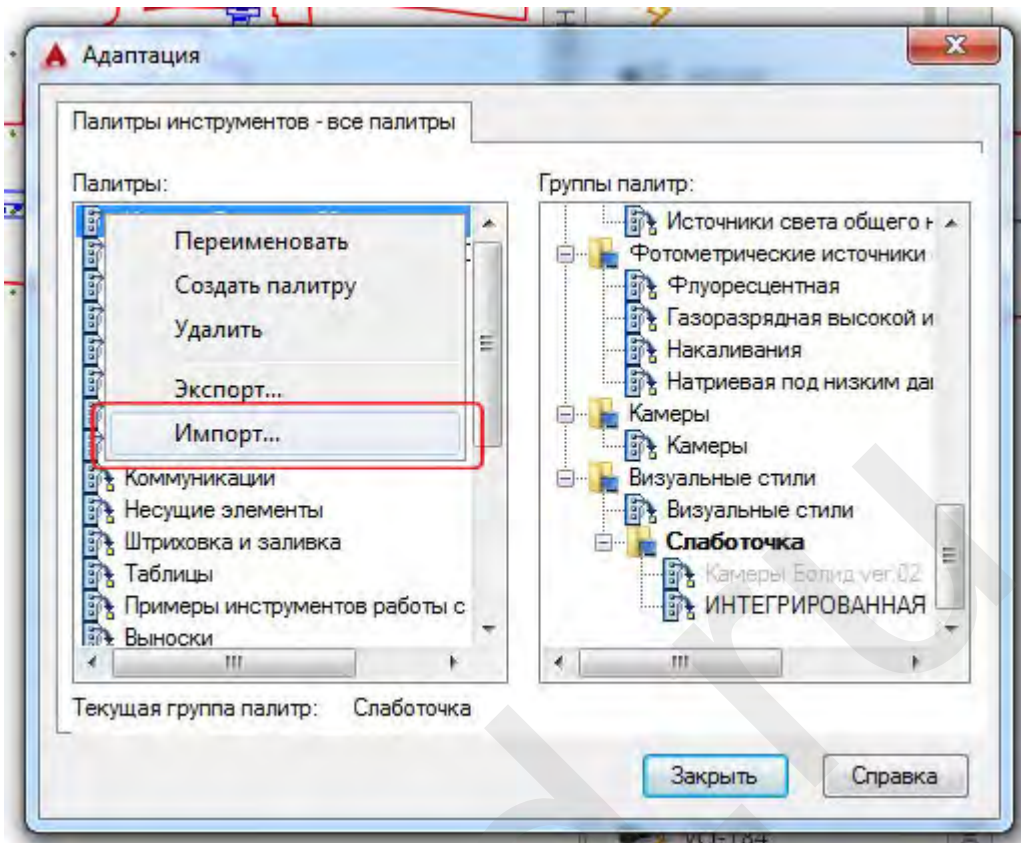 Адаптация
Палитры инструментов - все палитры
Палитры:
Переименовать
Создать палитру
Удалить
Экспорт...
Импорт...
Коммуникации
Несущие элементы
Штриховка и заливка
Таблицы
Примеры инструментов работы с
Выноски
Группы палитр:
Источники света общего н
Фотометрические источники
Флуоресцентная
Газоразрядная высокой и
Накаливания
Натриевая под низким да
Камеры
Камеры
Визуальные стили
Визуальные стили
Слаботочка
Камеры Болид ver.02
ИНТЕГРИРОВАННАЯ
Текущая группа палитр: Слаботочка
Закрыть
Справка